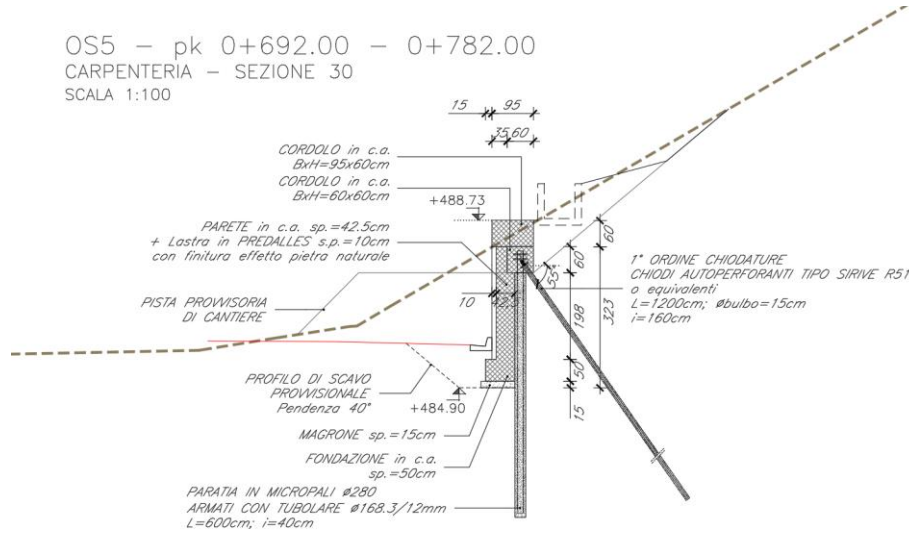 OS5 – pk 0+692.00 – 0+782.00
CARPENTERIA – SEZIONE 30
SCALA 1:100
15 95
35 60
CORDOLO in c.a.
BxH=95x60cm
CORDOLO in c.a.
BxH=60x60cm
+488.73
PARETE in c.a. sp.=42.5cm
+ Lastra in PREDALLES s.p.=10cm
con finitura effetto pietra naturale
60
60
55°
1° ORDINE CHIODATURE
CHIODI AUTOPERFORANTI TIPO SIRIVE R51
o equivalenti
L=1200cm; øbulbo=15cm
i=160cm
10 42.5
198
323
PISTA PROVVISORIA
DI CANTIERE
PROFILO DI SCAVO
PROVVISIONALE
Pendenza 40°
50
+484.90
15
MAGRONE sp.=15cm
FONDAZIONE in c.a.
sp.=50cm
PARATIA IN MICROPALI ø280
ARMATI CON TUBOLARE ø168.3/12mm
L=600cm; i=40cm